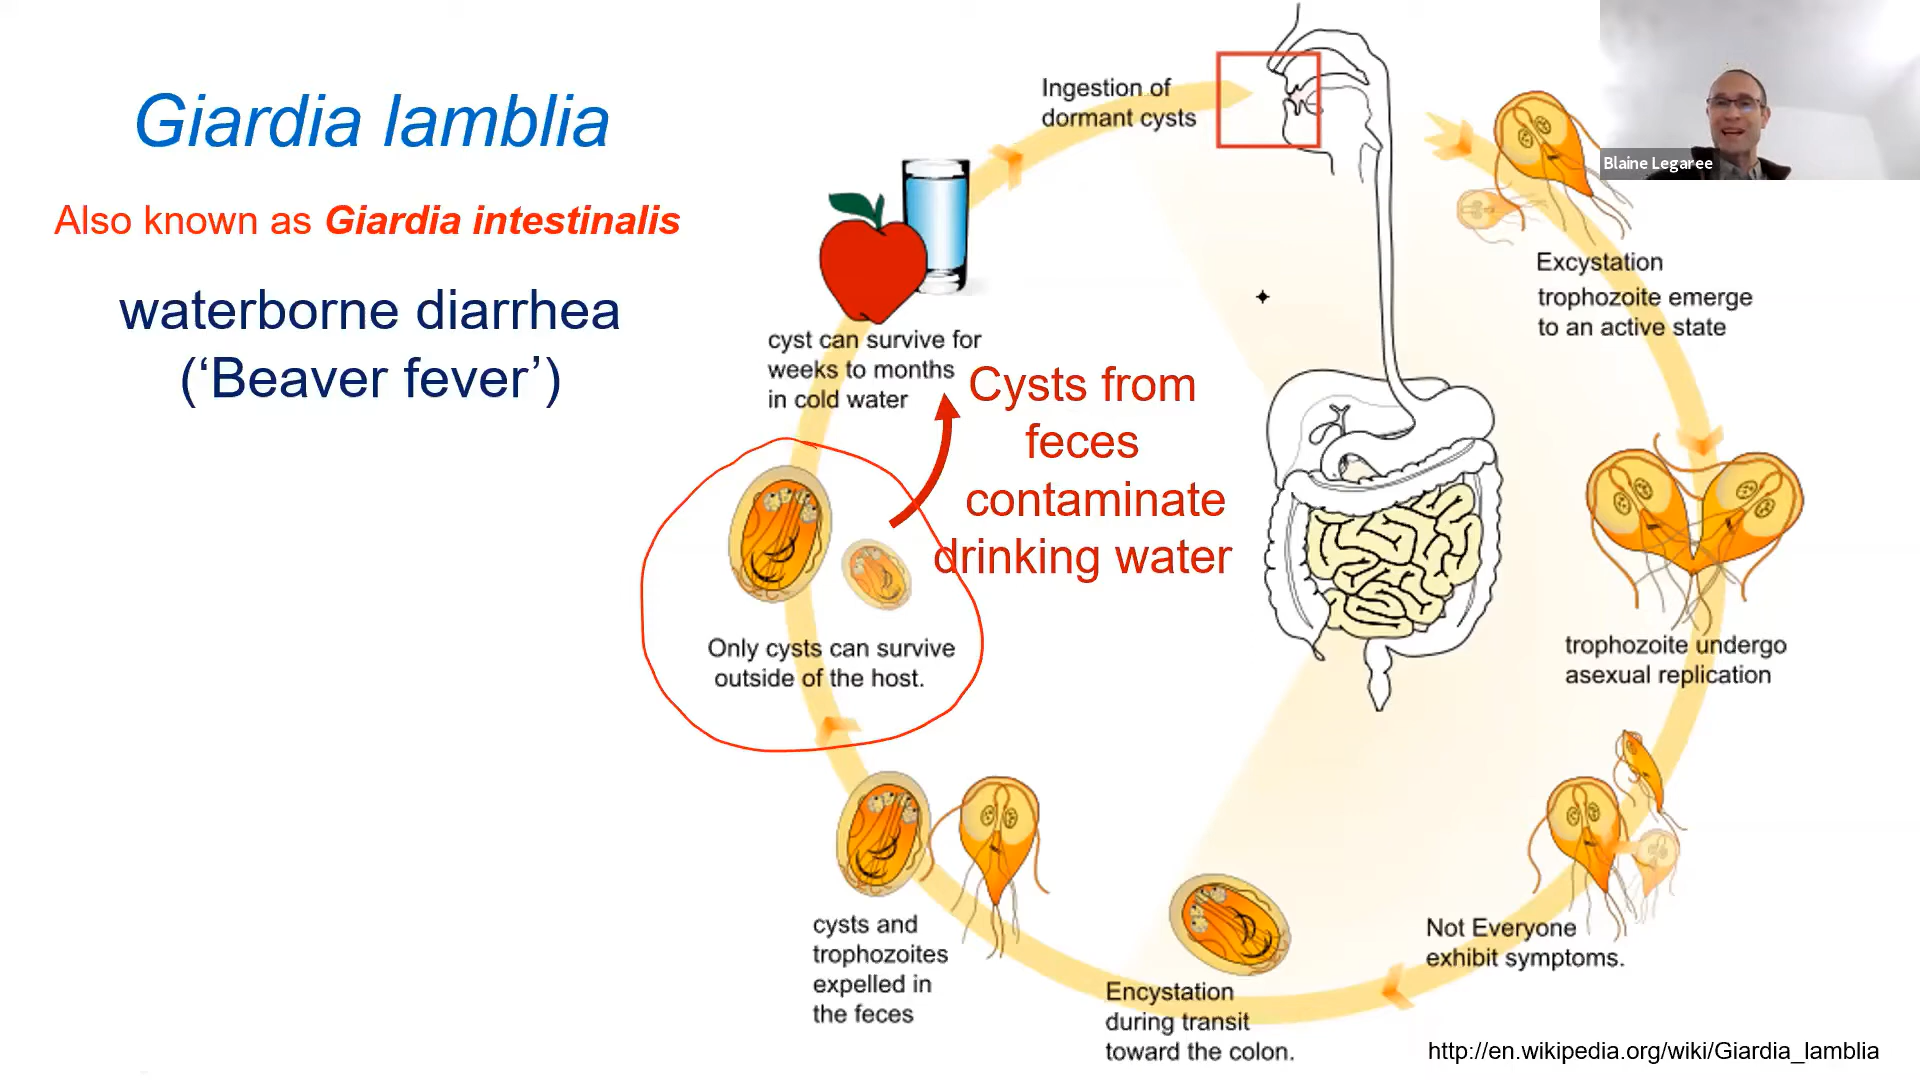 Giardia lamblia
Also known as Giardia intestinalis
waterborne diarrhea
(‘Beaver fever’)
Ingestion of
dormant cysts
Blaine Legaree
Excystation
trophozoite emerge
to an active state
cyst can survive for
weeks to months
in cold water
Cysts from
feces
contaminate
drinking water
Only cysts can survive
outside of the host.
trophozoite undergo
asexual replication
cysts and
trophozoites
expelled in
the feces
Not Everyone
exhibit symptoms.
Encystation
during transit
toward the colon.
http://en.wikipedia.org/wiki/Giardia_lamblia